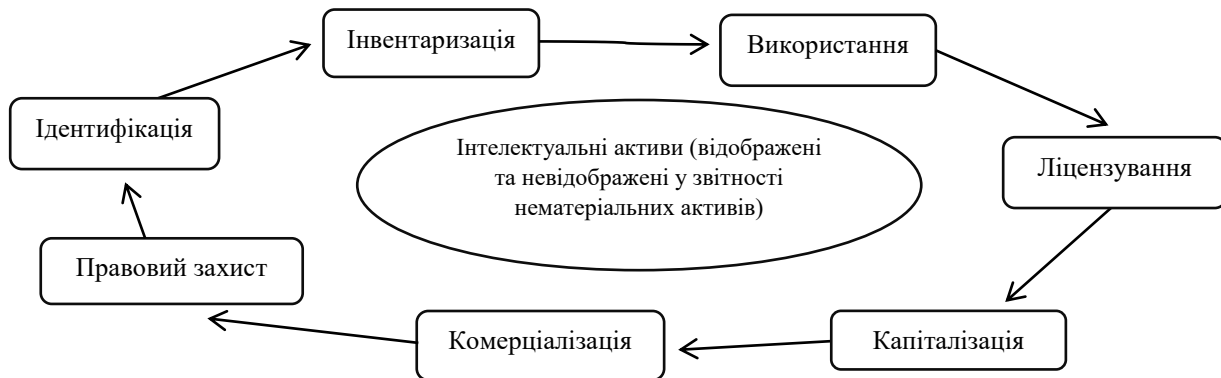 Інвентаризація
Використання
Ідентифікація
Інтелектуальні активи (відображені
та невідображені у звітності
нематеріальних активів)
Ліцензування
Правовий захист
Комерціалізація
Капіталізація